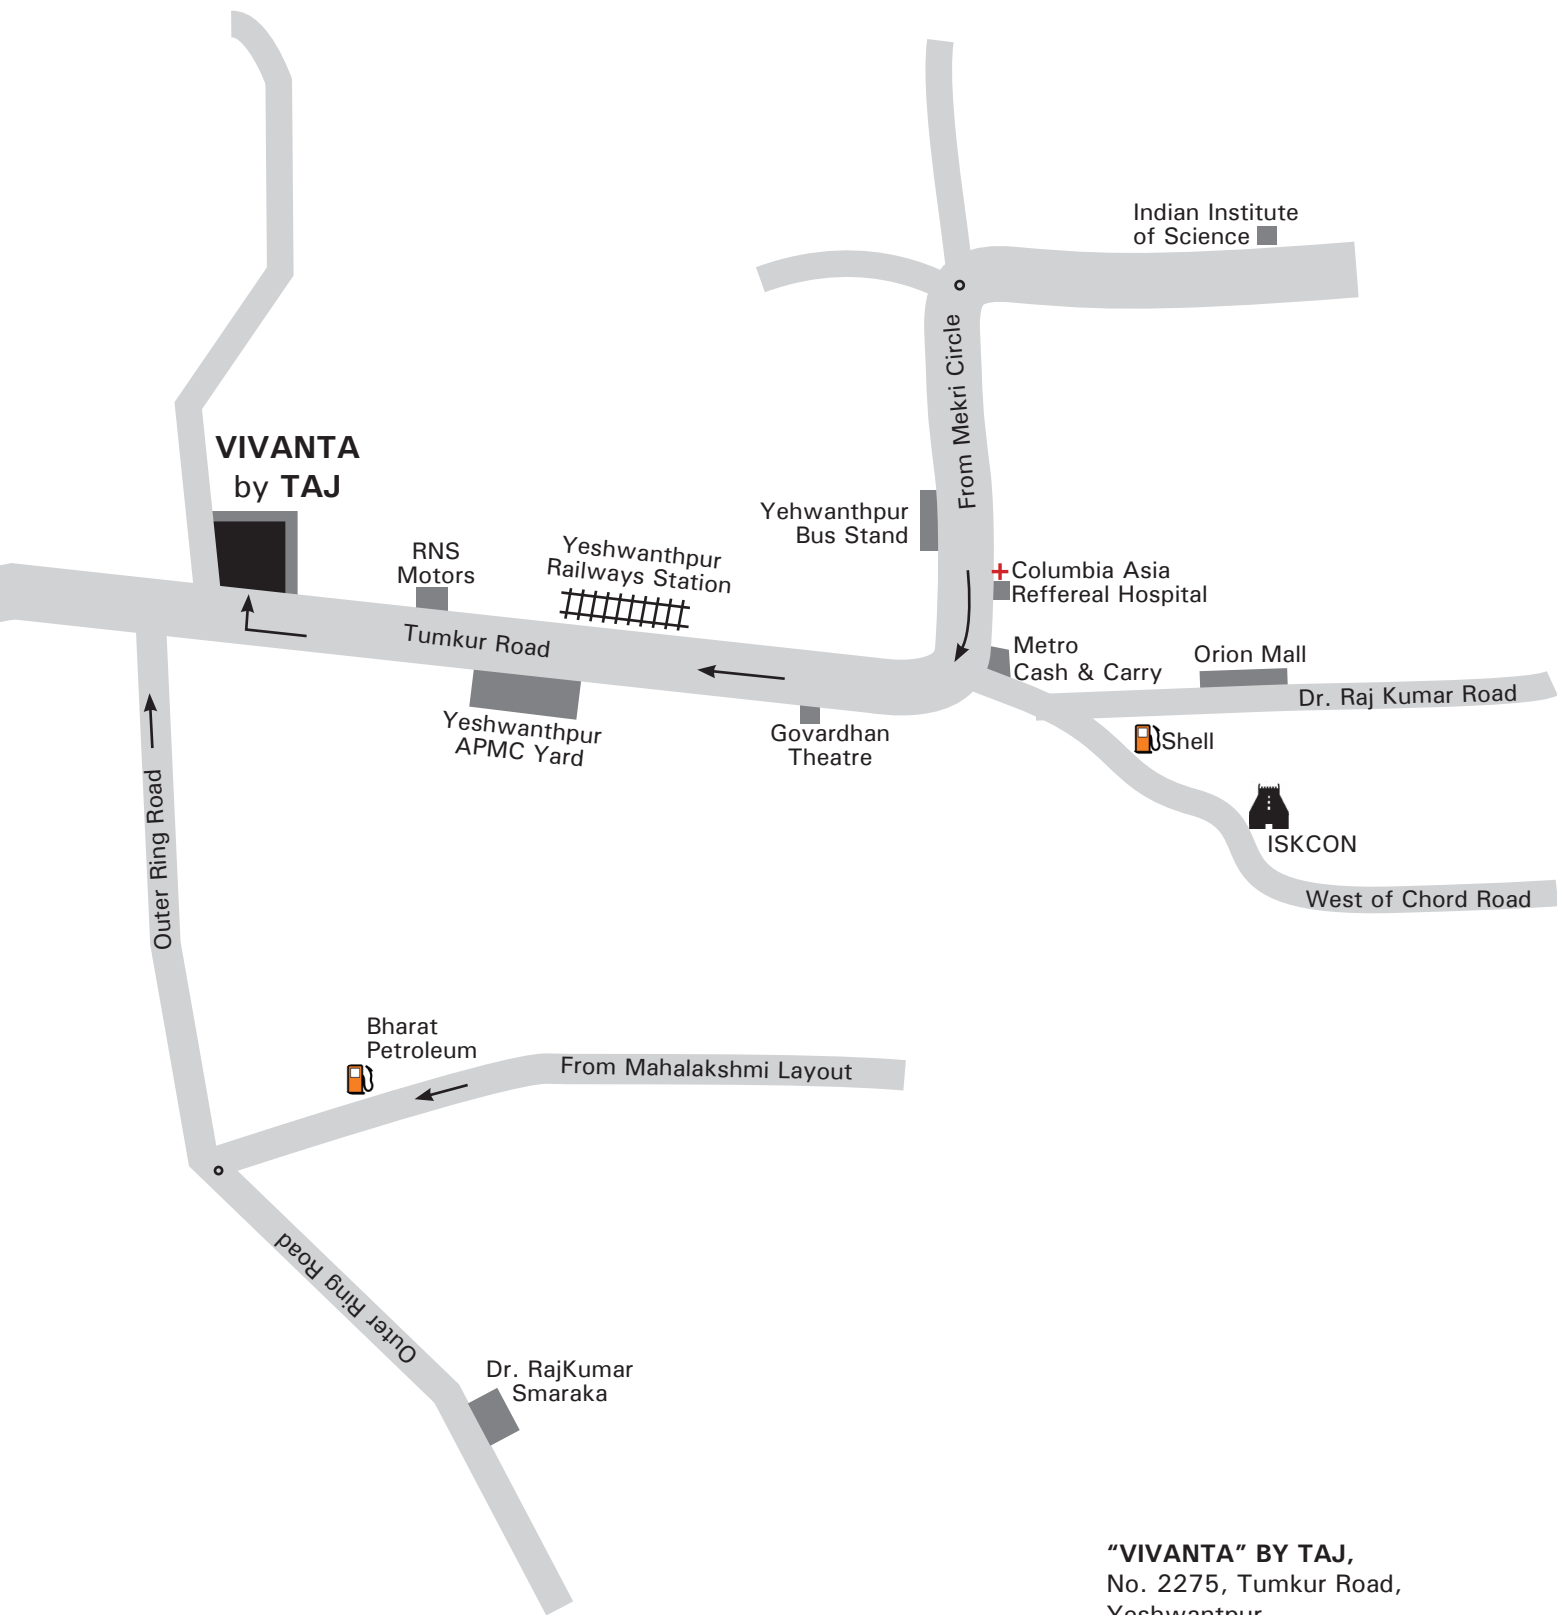 Indian Institute
of Science
From Mekri Circle
VIVANTA
by TAJ
Yehwanthpur
Bus Stand
RNS
Motors
Yeshwanthpur
Railways Station
Columbia Asia
Reffereal Hospital
Tumkur Road
Metro
Cash & Carry
Orion Mall
Dr. Raj Kumar Road
Yeshwanthpur
APMC Yard
Govardhan
Theatre
Shell
Outer Ring Road
ISKCON
West of Chord Road
Bharat
Petroleum
From Mahalakshmi Layout
Outer Ring Road
Dr. RajKumar
Smaraka
“VIVANTA” BY TAJ,
No. 2275, Tumkur Road,
Yeshwantpur